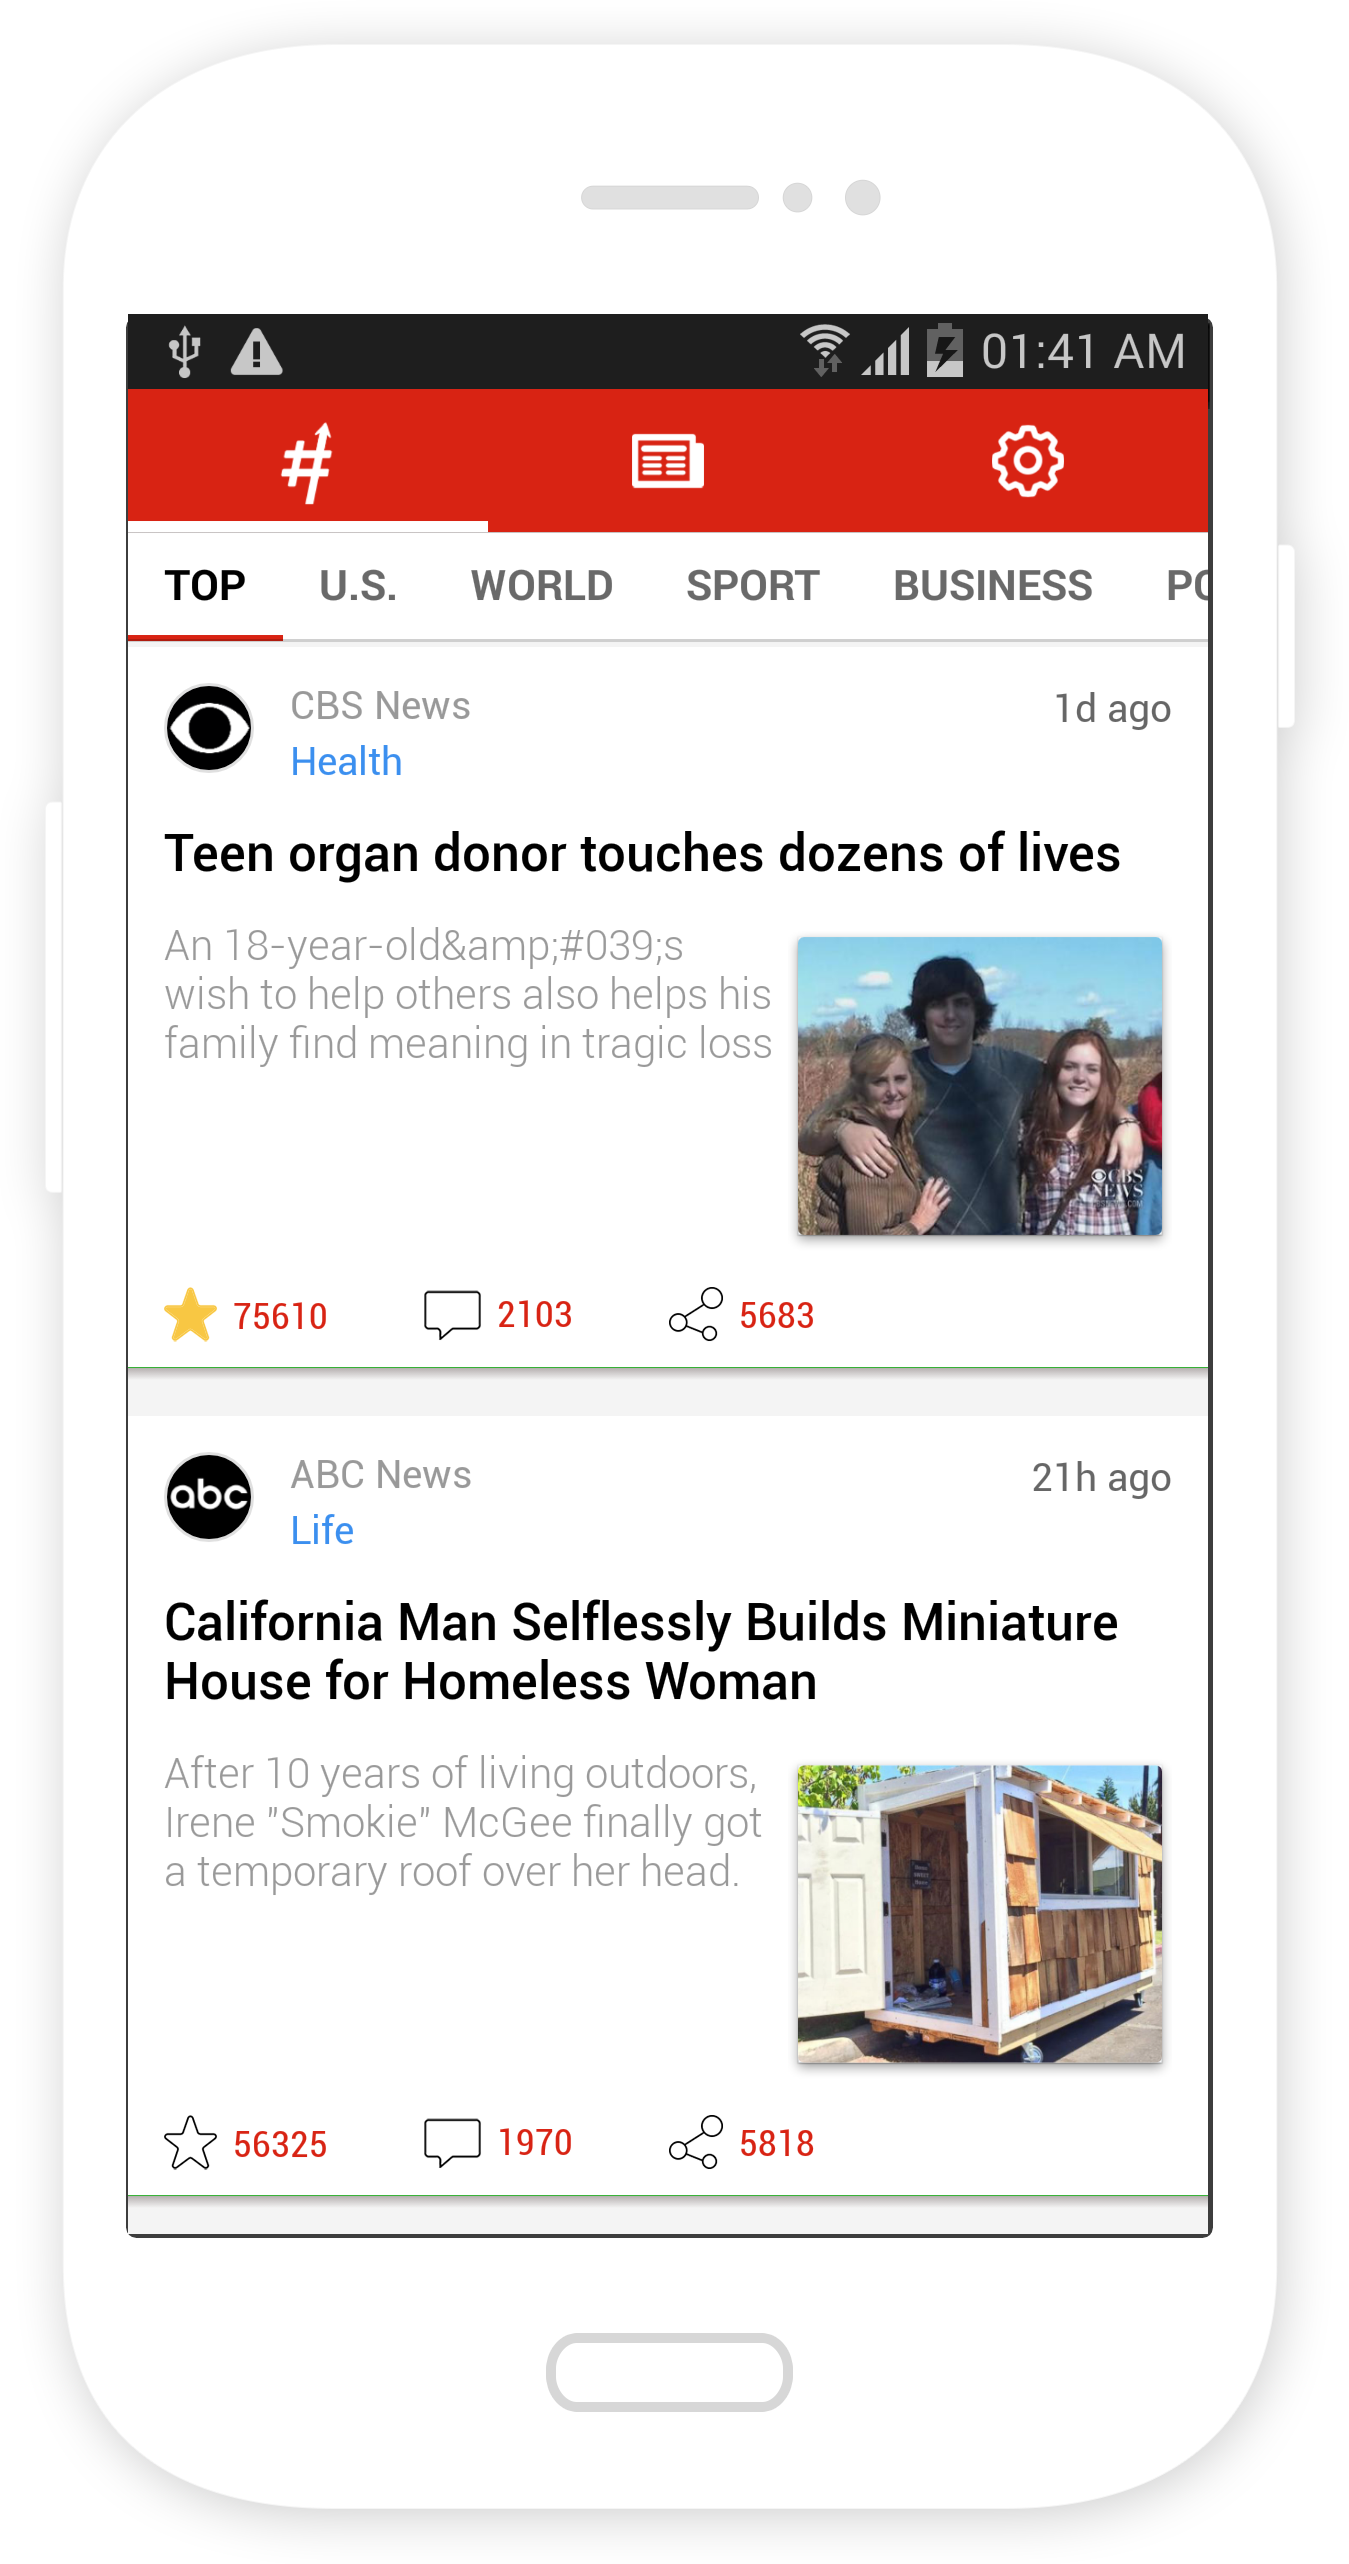 01:41 AM
TOP U.S. WORLD SPORT BUSINESS PO
CBS News 1d ago
Health
Teen organ donor touches dozens of lives
An 18-year-old&amp;#039;s
wish to help others also helps his
family find meaning in tragic loss
CBS
NEWS
75610 2103 5683
abc
ABC News 21h ago
Life
California Man Selflessly Builds Miniature
House for Homeless Woman
After 10 years of living outdoors,
Irene "Smokie" McGee finally got
a temporary roof over her head.
56325 1970 5818